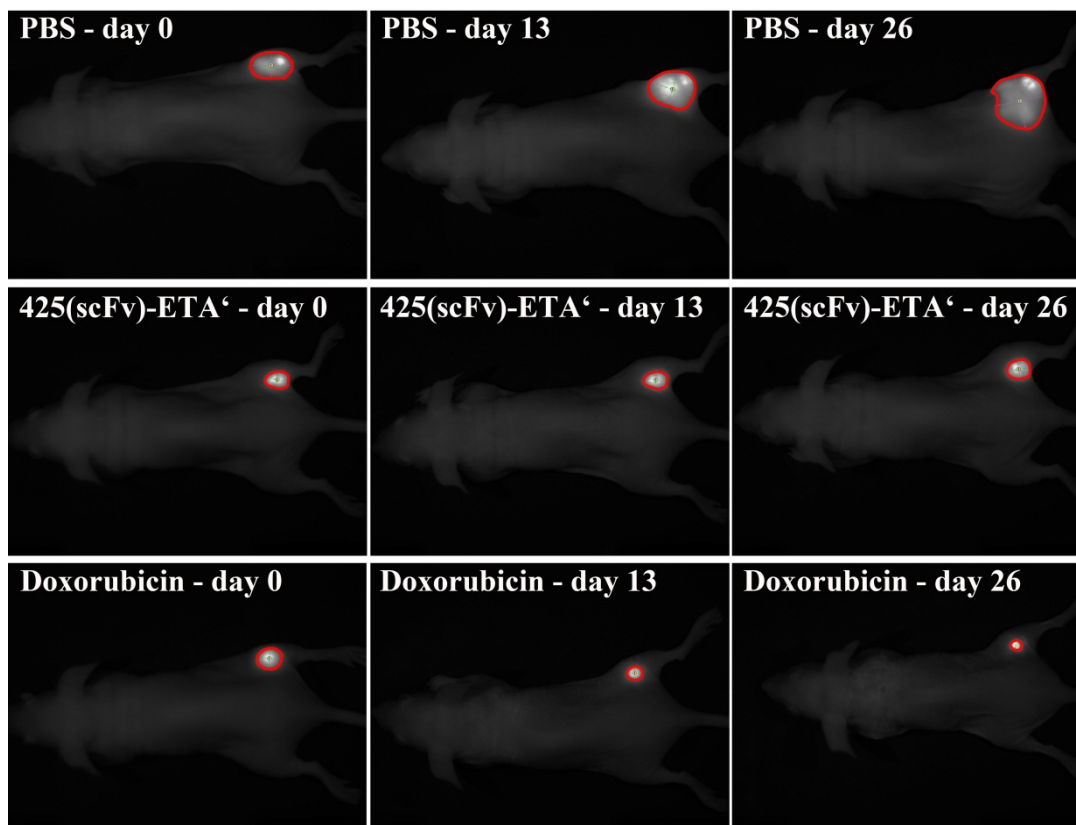 PBS - day 0
PBS - day 13
PBS - day 26
425(scFv)-ETA‘ - day 0
425(scFv)-ETA‘ - day 13
425(scFv)-ETA‘ - day 26
Doxorubicin - day 0
Doxorubicin - day 13
Doxorubicin - day 26